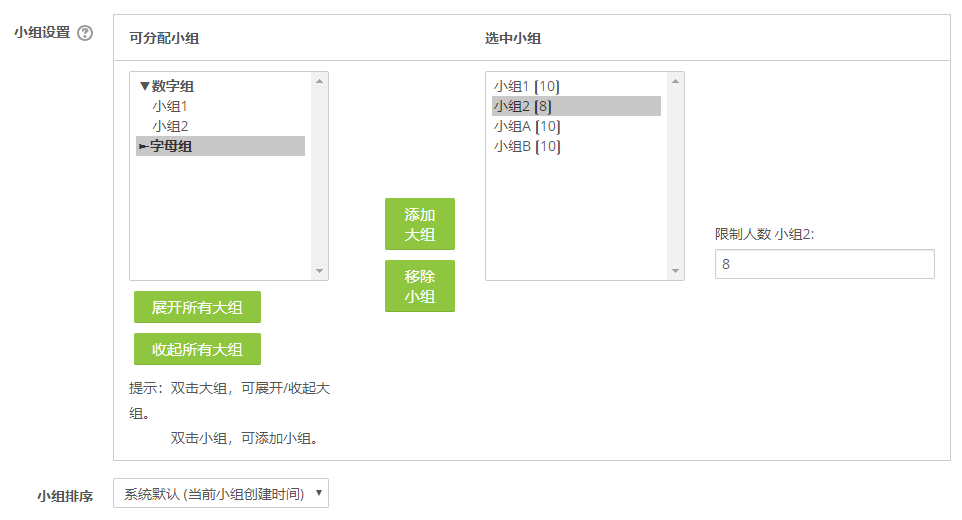 小组设置
可分配小组
选中小组
▼数字组
小组1
小组2
►字母组
展开所有大组
收起所有大组
提示：双击大组，可展开/收起大
组。
双击小组，可添加小组。
添加
大组
移除
小组
小组1 [10]
小组2 [8]
小组A [10]
小组B [10]
限制人数 小组2:
8
小组排序
系统默认 (当前小组创建时间)